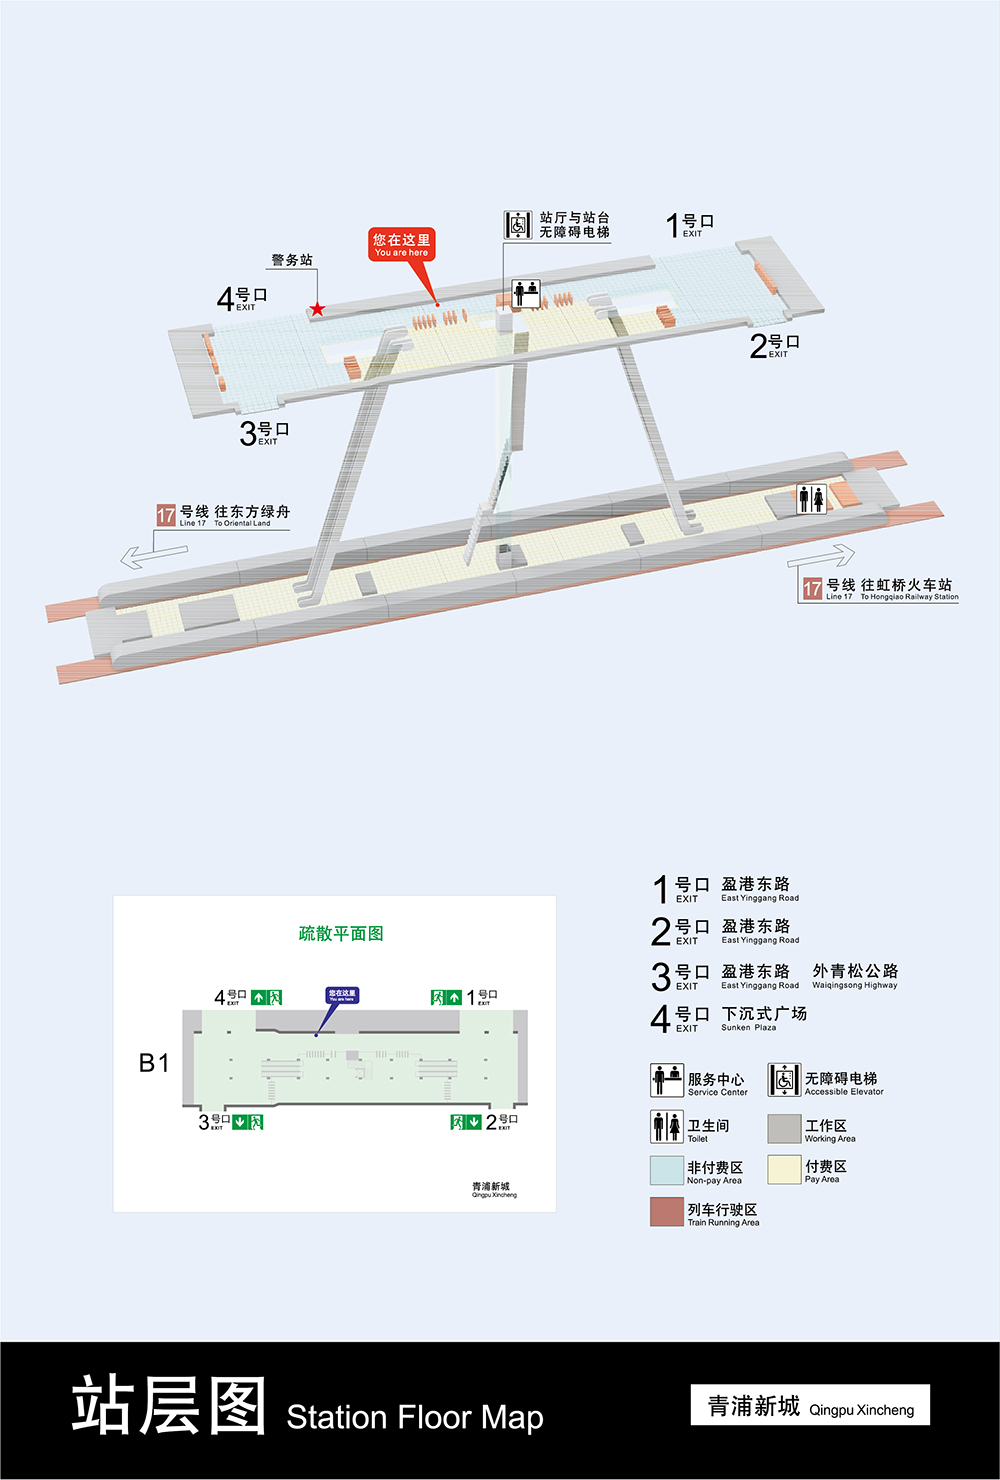 站厅与站台
无障碍电梯
1号口
EXIT
您在这里
You are here
警务站
4号口
EXIT
2号口
EXIT
3号口
EXIT
17 号线 往东方绿舟
Line 17 To Oriental Land
17 号线 往虹桥火车站
Line 17 To Hongqiao Railway Station
1号口 盈港东路
EXIT East Yinggang Road
2号口 盈港东路
EXIT East Yinggang Road
3号口 盈港东路 外青松公路
EXIT East Yinggang Road Waiqingsong Highway
4号口 下沉式广场
EXIT Sunken Plaza
疏散平面图
4号口
EXIT
您在这里
You are here
1号口
EXIT
B1
3号口
EXIT
2号口
EXIT
青浦新城
Qingpu Xincheng
服务中心
Service Center
无障碍电梯
Accessible Elevator
卫生间
Toilet
工作区
Working Area
非付费区
Non-pay Area
付费区
Pay Area
列车行驶区
Train Running Area
站层图 Station Floor Map
青浦新城 Qingpu Xincheng